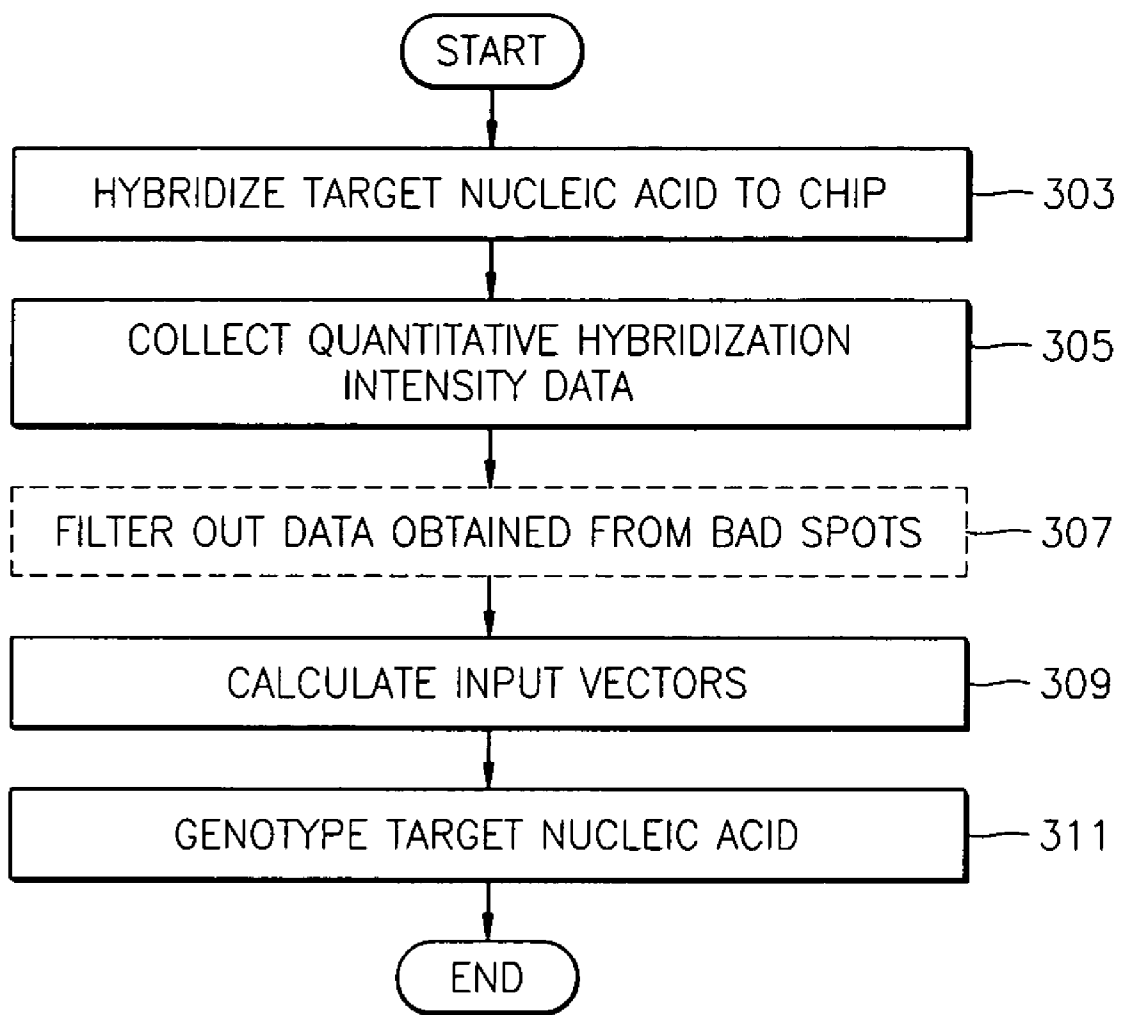 START
HYBRIDIZE TARGET NUCLEIC ACID TO CHIP
303
COLLECT QUANTITATIVE HYBRIDIZATION
INTENSITY DATA
305
FILTER OUT DATA OBTAINED FROM BAD SPOTS
307
CALCULATE INPUT VECTORS
309
GENOTYPE TARGET NUCLEIC ACID
311
END